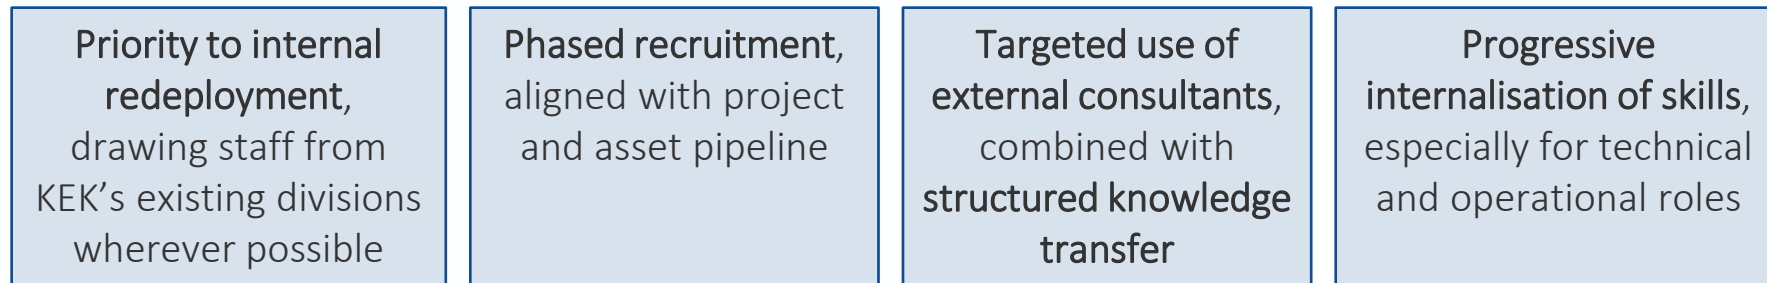 Priority to internal
redeployment,
drawing staff from
KEK’s existing divisions
wherever possible
Phased recruitment,
aligned with project
and asset pipeline
Targeted use of
external consultants,
combined with
structured knowledge
transfer
Progressive
internalisation of skills,
especially for technical
and operational roles